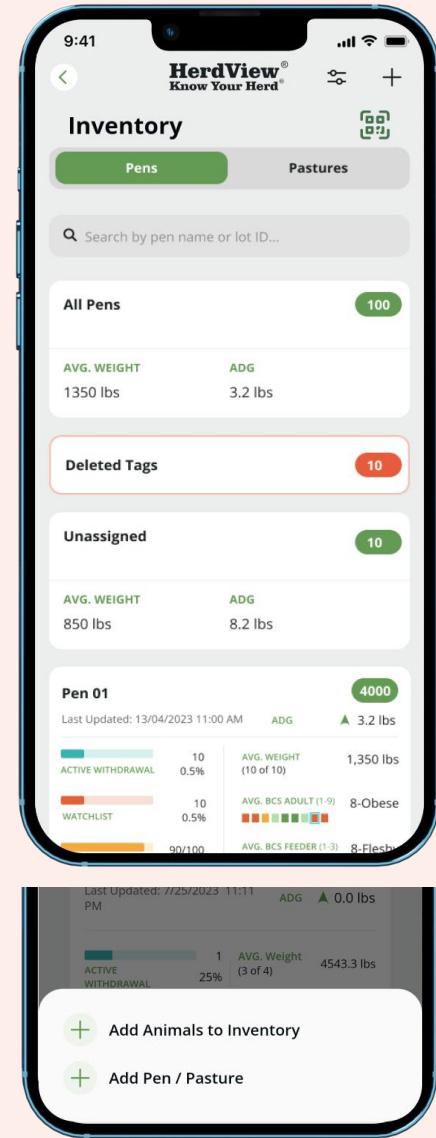 9:41
HerdView®
Know Your Herd®
Inventory
Pens
Pastures
Search by pen name or lot ID...
All Pens
100
AVG. WEIGHT ADG
1350 lbs 3.2 lbs
Deleted Tags
10
Unassigned
10
AVG. WEIGHT ADG
850 lbs 8.2 lbs
Pen 01
4000
Last Updated: 13/04/2023 11:00 AM ADG 3.2 lbs
10 AVG. WEIGHT 1,350 lbs
ACTIVE WITHDRAWAL 0.5% (10 of 10)
10 AVG. BCS ADULT (1-9) 8-Obese
WATCHLIST 0.5%
90/100 AVG. BCS FEEDER (1-3) 8-Fleshy
Last Updated: 7/25/2023 11:11 ADG 0.0 lbs
PM
1 AVG. Weight 4543.3 lbs
ACTIVE 25% (3 of 4)
WITHDRAWAL
Add Animals to Inventory
Add Pen / Pasture